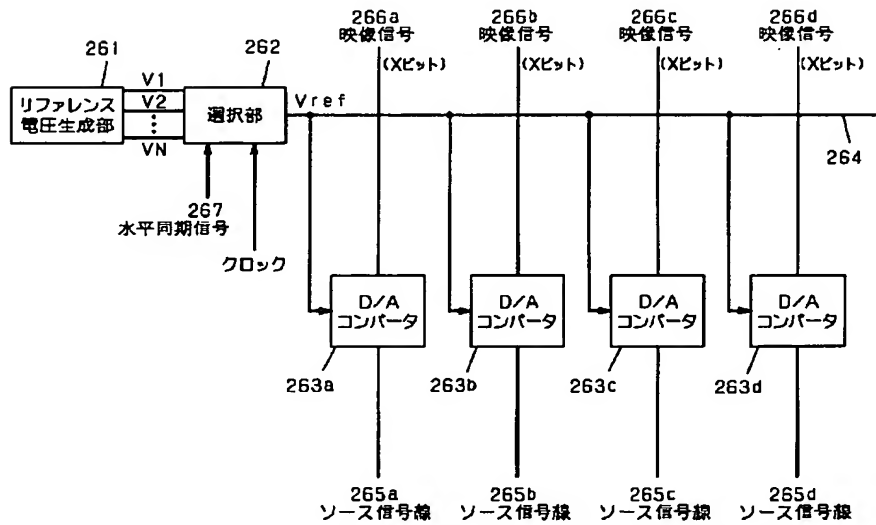 266a
映像信号
266b
映像信号
266c
映像信号
266d
映像信号
261
262
(Xビット)
(Xビット)
(Xビット)
(Xビット)
リファレンス
電圧生成部
V1
V2
VN
選択部
Vref
264
267
水平同期信号
クロック
D/A
コンバータ
D/A
コンバータ
D/A
コンバータ
D/A
コンバータ
263a
263b
263c
263d
265a
ソース信号線
265b
ソース信号線
265c
ソース信号線
265d
ソース信号線